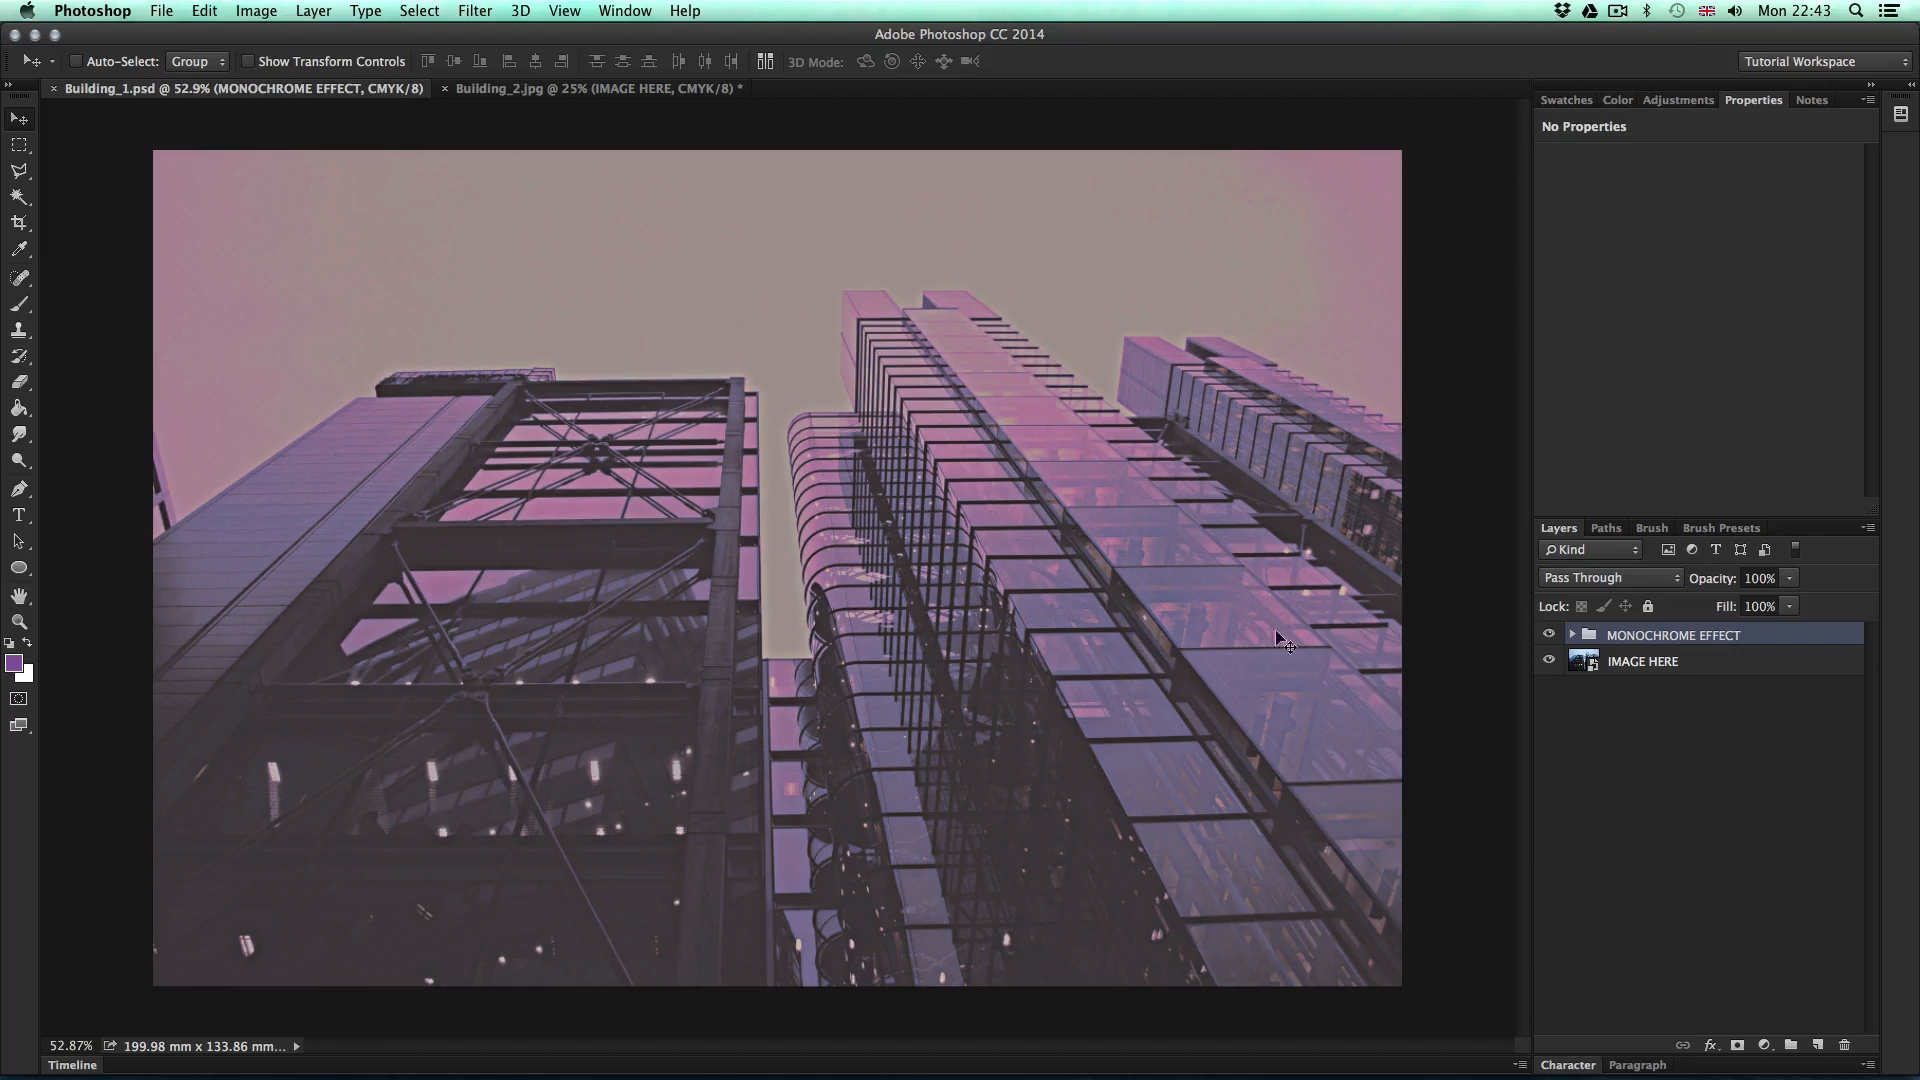 Photoshop File Edit Image Layer Type Select Filter 3D View Window Help Mon 22:43
Adobe Photoshop CC 2014
Auto-Select: Group Show Transform Controls 3D Mode: Tutorial Workspace
Building_1.psd @ 52.9% (MONOCHROME EFFECT, CMYK/8) Building_2.jpg @ 25% (IMAGE HERE, CMYK/8) *
Swatches Color Adjustments Properties Notes
No Properties
Layers Paths Brush Brush Presets
Kind
Pass Through Opacity: 100%
Lock: Fill: 100%
MONOCHROME EFFECT
IMAGE HERE
52.87% 199.98 mm x 133.86 mm...
Timeline
Character Paragraph